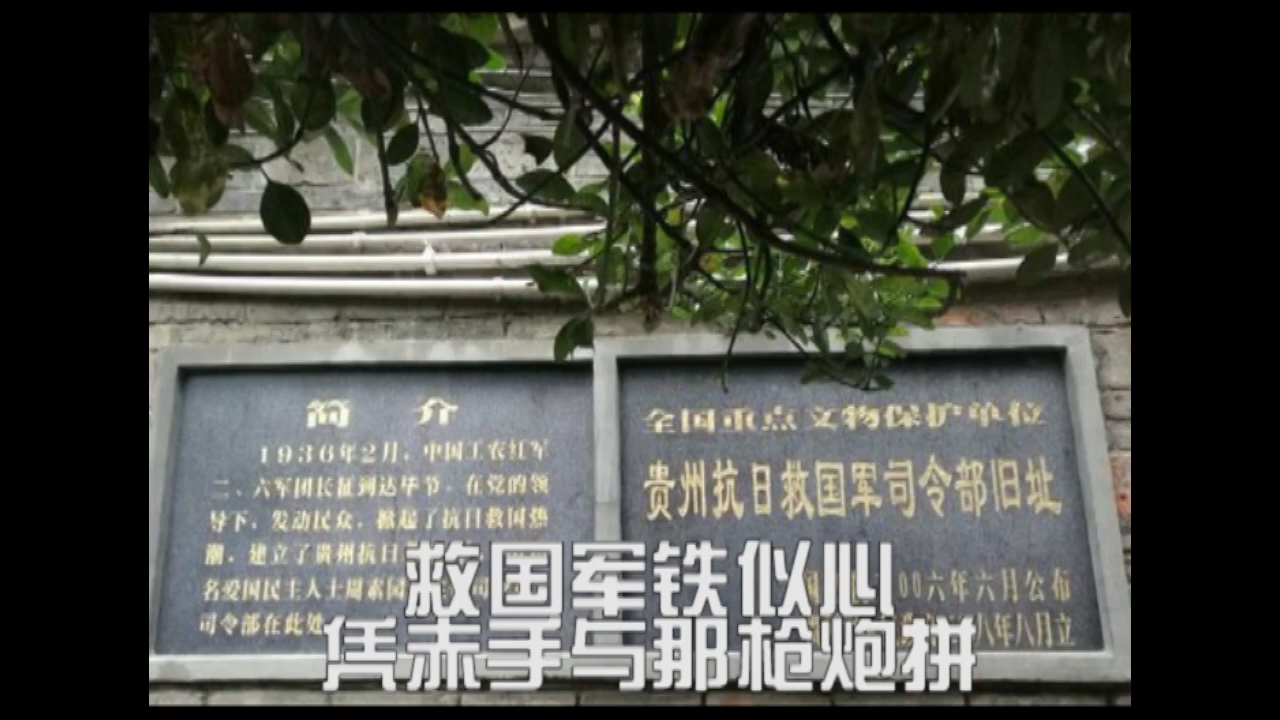 简 介
1936年2月,中国工农红军
二、六军团长征到达毕节,在党的领
导下,发动民众,掀起了抗日救国热
潮,建立了贵州抗日
名爱国民主人士周素园
司令部在此处
全国重点文物保护单位
贵州抗日救国军司令部旧址
00六年六月公布
八年八月立
救国军铁似心
凭赤手与那枪炮拼